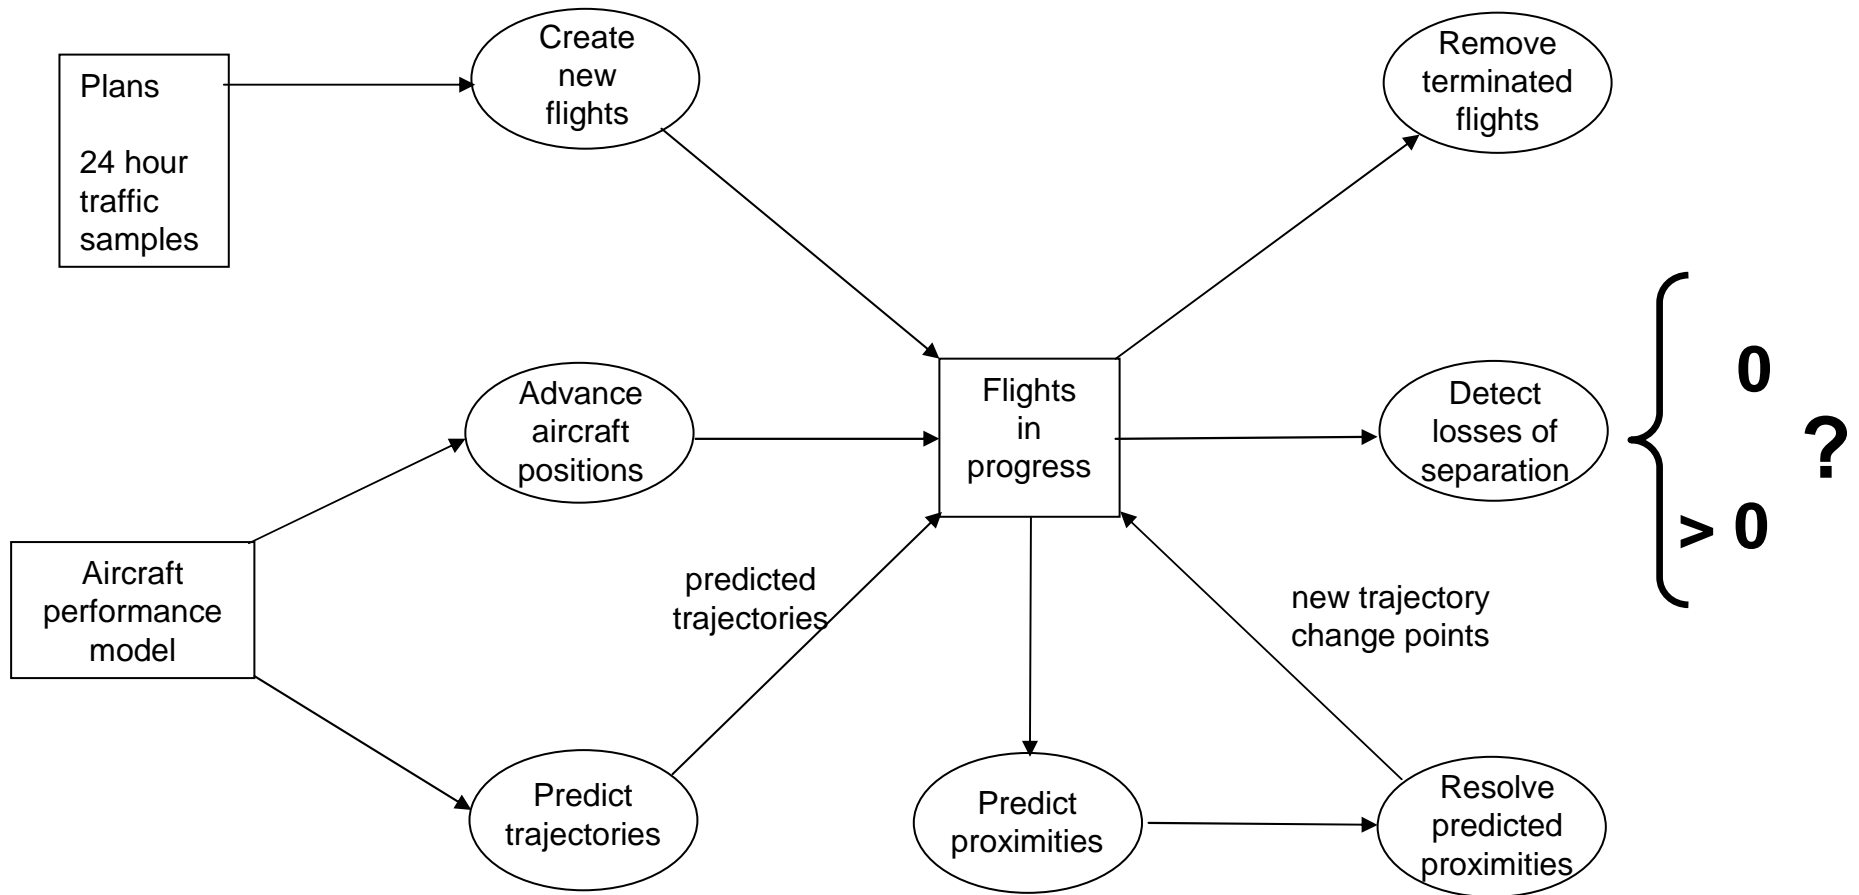 Plans
24 hour
traffic
samples
Create
new
flights
Remove
terminated
flights
Advance
aircraft
positions
Flights
in
progress
Detect
losses of
separation
0
?
> 0
Aircraft
performance
model
predicted
trajectories
new trajectory
change points
Predict
trajectories
Predict
proximities
Resolve
predicted
proximities